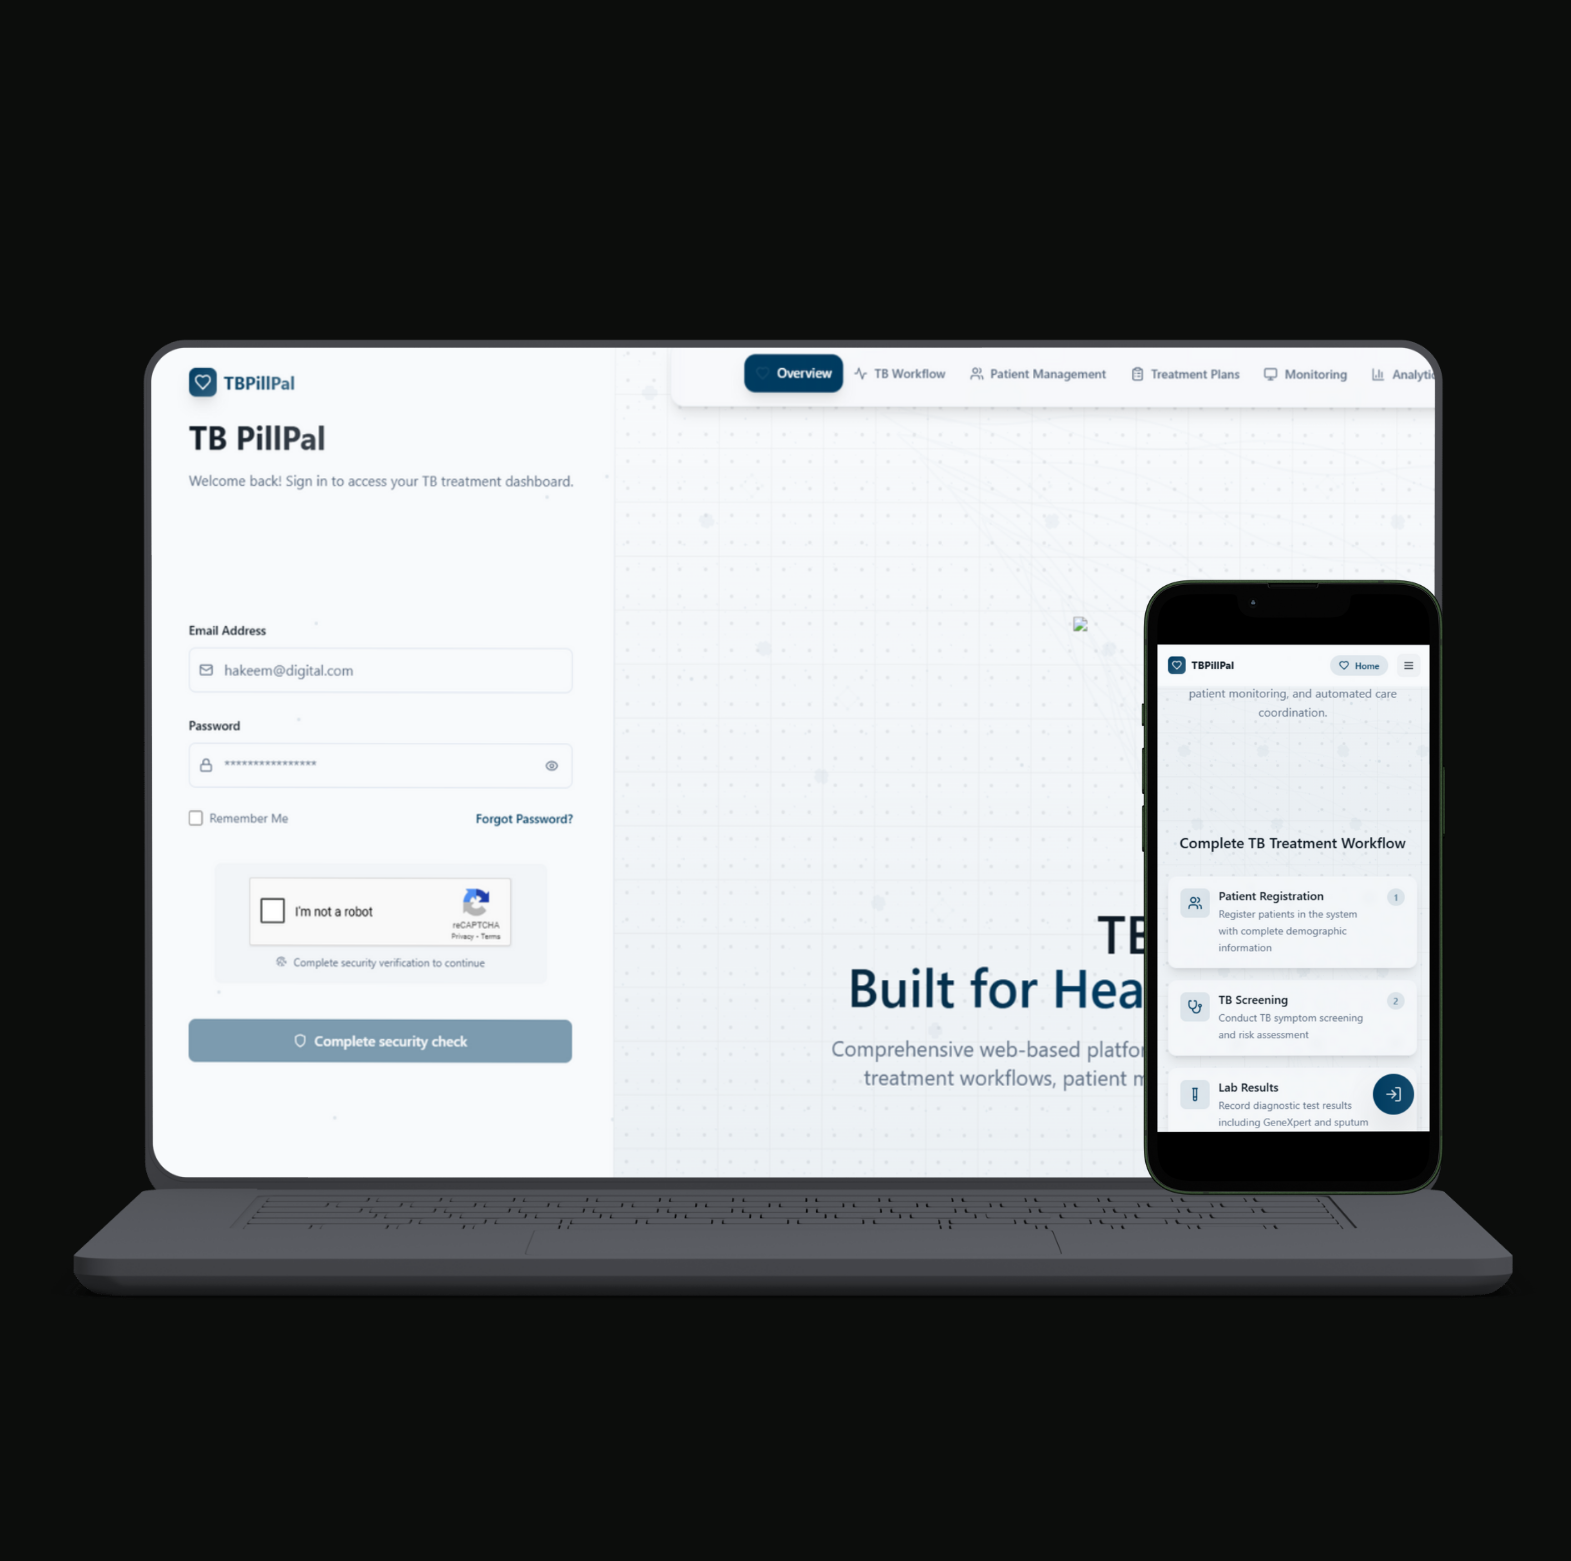 TBPillPal
TB PillPal
Welcome back! Sign in to access your TB treatment dashboard.
Email Address
hakeem@digital.com
Password
****************
Remember Me
Forgot Password?
I'm not a robot
reCAPTCHA
Privacy - Terms
Complete security verification to continue
Complete security check
Overview
TB Workflow
Patient Management
Treatment Plans
Monitoring
Analytic
TB
Built for Hea
Comprehensive web-based platfor
treatment workflows, patient m
TBPillPal
Home
patient monitoring, and automated care
coordination.
Complete TB Treatment Workflow
Patient Registration
1
Register patients in the system
with complete demographic
information
TB Screening
2
Conduct TB symptom screening
and risk assessment
Lab Results
Record diagnostic test results
including GeneXpert and sputum